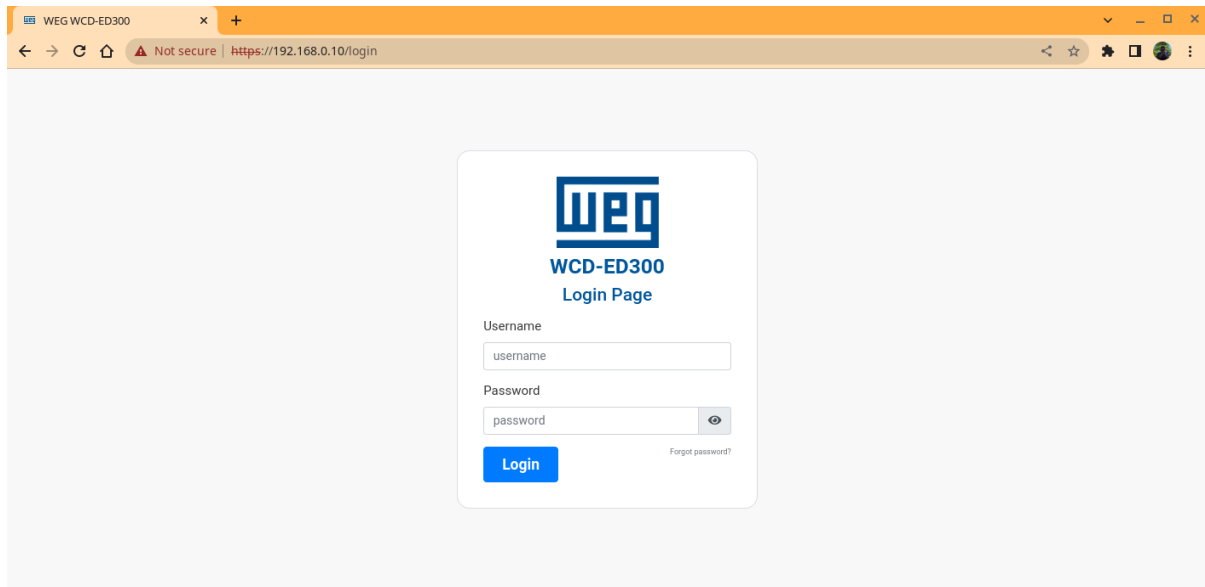 WEG WCD-ED300
Not secure | https://192.168.0.10/login
weg
WCD-ED300
Login Page
Username
username
Password
password
Login
Forgot password?